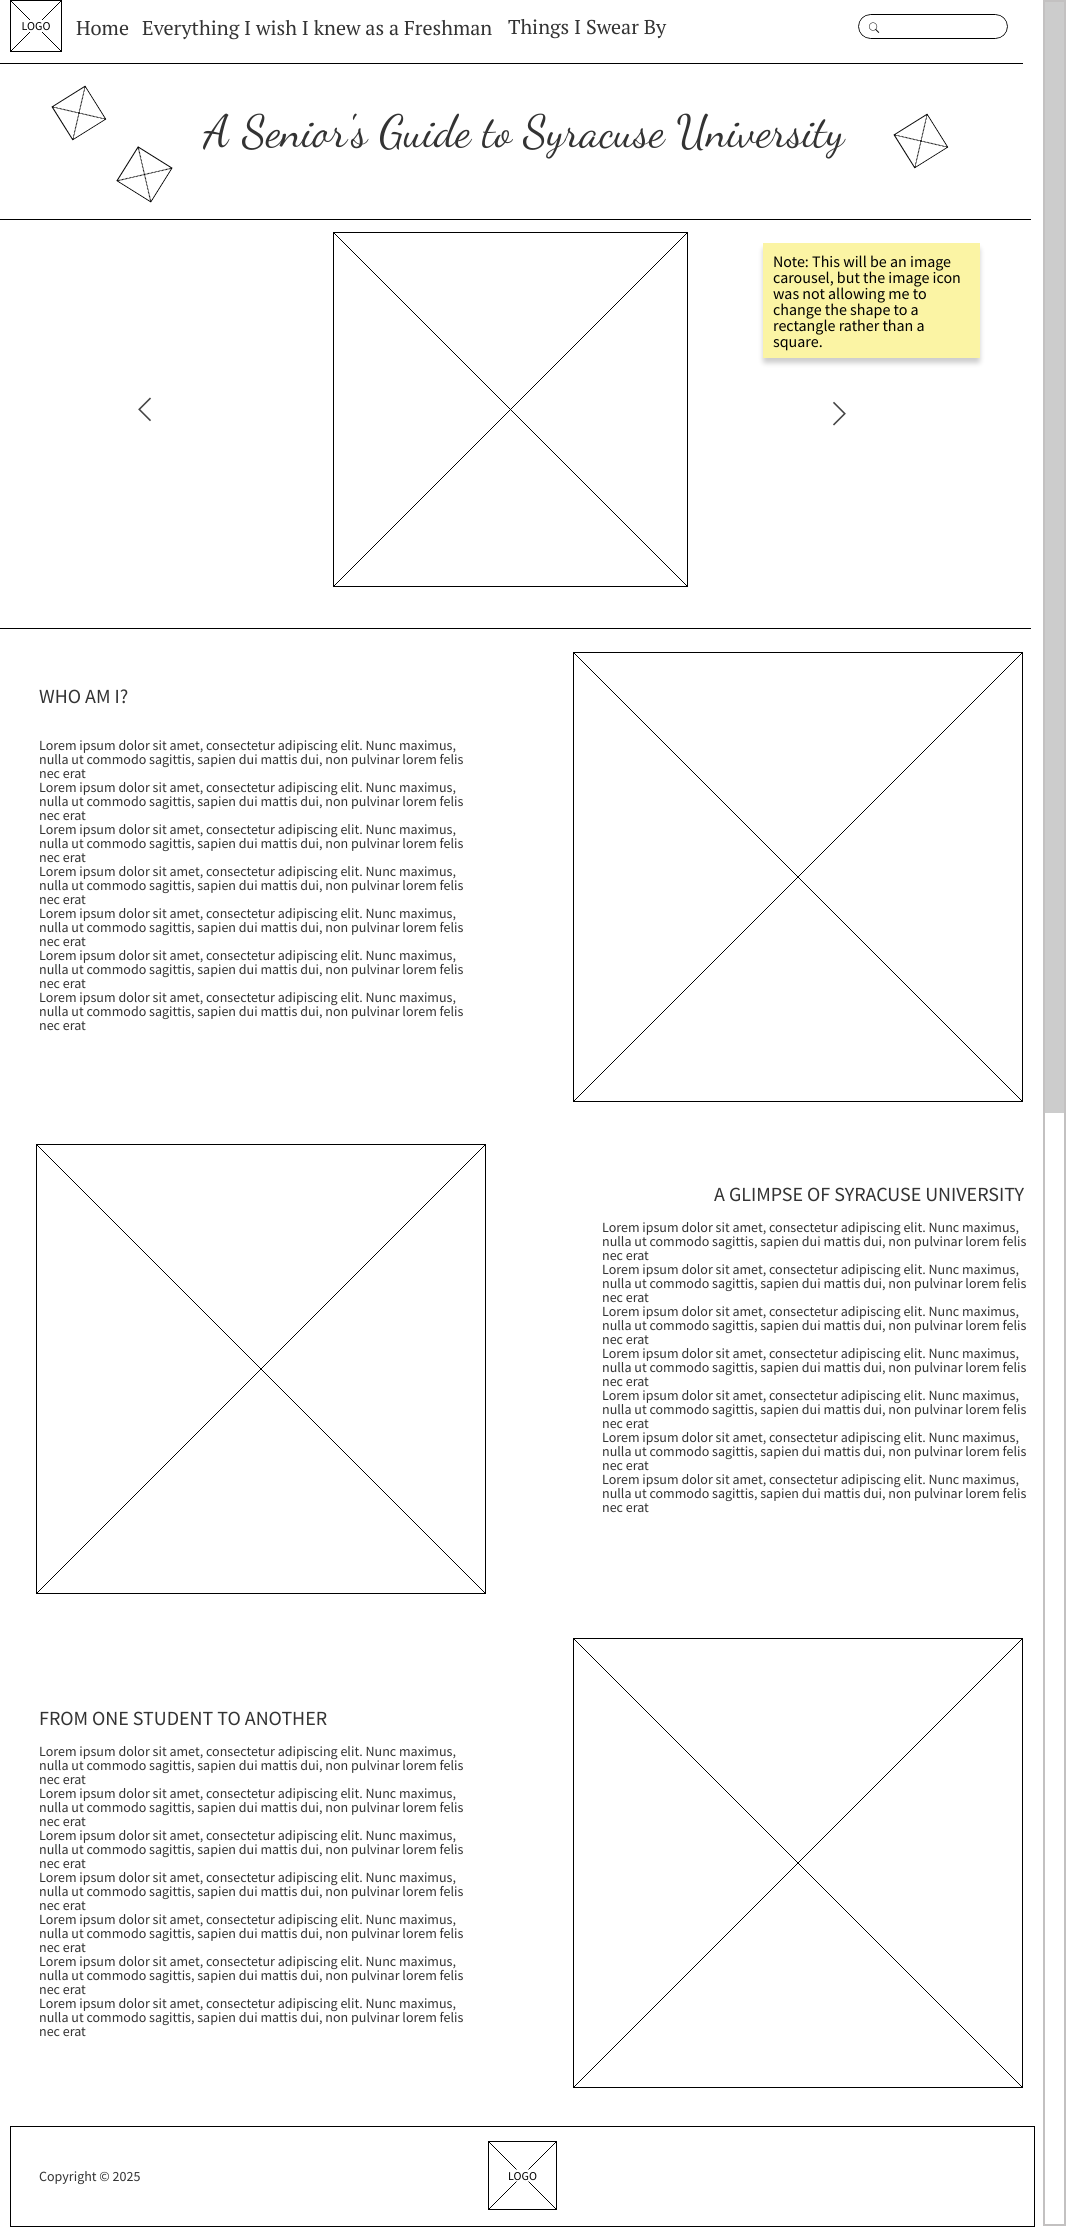 LOGO
Home Everything I wish I knew as a Freshman Things I Swear By
A Senior's Guide to Syracuse University
Note: This will be an image
carousel, but the image icon
was not allowing me to
change the shape to a
rectangle rather than a
square.
WHO AM I?
Lorem ipsum dolor sit amet, consectetur adipiscing elit. Nunc maximus,
nulla ut commodo sagittis, sapien dui mattis dui, non pulvinar lorem felis
nec erat
Lorem ipsum dolor sit amet, consectetur adipiscing elit. Nunc maximus,
nulla ut commodo sagittis, sapien dui mattis dui, non pulvinar lorem felis
nec erat
Lorem ipsum dolor sit amet, consectetur adipiscing elit. Nunc maximus,
nulla ut commodo sagittis, sapien dui mattis dui, non pulvinar lorem felis
nec erat
Lorem ipsum dolor sit amet, consectetur adipiscing elit. Nunc maximus,
nulla ut commodo sagittis, sapien dui mattis dui, non pulvinar lorem felis
nec erat
Lorem ipsum dolor sit amet, consectetur adipiscing elit. Nunc maximus,
nulla ut commodo sagittis, sapien dui mattis dui, non pulvinar lorem felis
nec erat
Lorem ipsum dolor sit amet, consectetur adipiscing elit. Nunc maximus,
nulla ut commodo sagittis, sapien dui mattis dui, non pulvinar lorem felis
nec erat
Lorem ipsum dolor sit amet, consectetur adipiscing elit. Nunc maximus,
nulla ut commodo sagittis, sapien dui mattis dui, non pulvinar lorem felis
nec erat
A GLIMPSE OF SYRACUSE UNIVERSITY
Lorem ipsum dolor sit amet, consectetur adipiscing elit. Nunc maximus,
nulla ut commodo sagittis, sapien dui mattis dui, non pulvinar lorem felis
nec erat
Lorem ipsum dolor sit amet, consectetur adipiscing elit. Nunc maximus,
nulla ut commodo sagittis, sapien dui mattis dui, non pulvinar lorem felis
nec erat
Lorem ipsum dolor sit amet, consectetur adipiscing elit. Nunc maximus,
nulla ut commodo sagittis, sapien dui mattis dui, non pulvinar lorem felis
nec erat
Lorem ipsum dolor sit amet, consectetur adipiscing elit. Nunc maximus,
nulla ut commodo sagittis, sapien dui mattis dui, non pulvinar lorem felis
nec erat
Lorem ipsum dolor sit amet, consectetur adipiscing elit. Nunc maximus,
nulla ut commodo sagittis, sapien dui mattis dui, non pulvinar lorem felis
nec erat
Lorem ipsum dolor sit amet, consectetur adipiscing elit. Nunc maximus,
nulla ut commodo sagittis, sapien dui mattis dui, non pulvinar lorem felis
nec erat
Lorem ipsum dolor sit amet, consectetur adipiscing elit. Nunc maximus,
nulla ut commodo sagittis, sapien dui mattis dui, non pulvinar lorem felis
nec erat
FROM ONE STUDENT TO ANOTHER
Lorem ipsum dolor sit amet, consectetur adipiscing elit. Nunc maximus,
nulla ut commodo sagittis, sapien dui mattis dui, non pulvinar lorem felis
nec erat
Lorem ipsum dolor sit amet, consectetur adipiscing elit. Nunc maximus,
nulla ut commodo sagittis, sapien dui mattis dui, non pulvinar lorem felis
nec erat
Lorem ipsum dolor sit amet, consectetur adipiscing elit. Nunc maximus,
nulla ut commodo sagittis, sapien dui mattis dui, non pulvinar lorem felis
nec erat
Lorem ipsum dolor sit amet, consectetur adipiscing elit. Nunc maximus,
nulla ut commodo sagittis, sapien dui mattis dui, non pulvinar lorem felis
nec erat
Lorem ipsum dolor sit amet, consectetur adipiscing elit. Nunc maximus,
nulla ut commodo sagittis, sapien dui mattis dui, non pulvinar lorem felis
nec erat
Lorem ipsum dolor sit amet, consectetur adipiscing elit. Nunc maximus,
nulla ut commodo sagittis, sapien dui mattis dui, non pulvinar lorem felis
nec erat
Lorem ipsum dolor sit amet, consectetur adipiscing elit. Nunc maximus,
nulla ut commodo sagittis, sapien dui mattis dui, non pulvinar lorem felis
nec erat
Copyright © 2025
LOGO